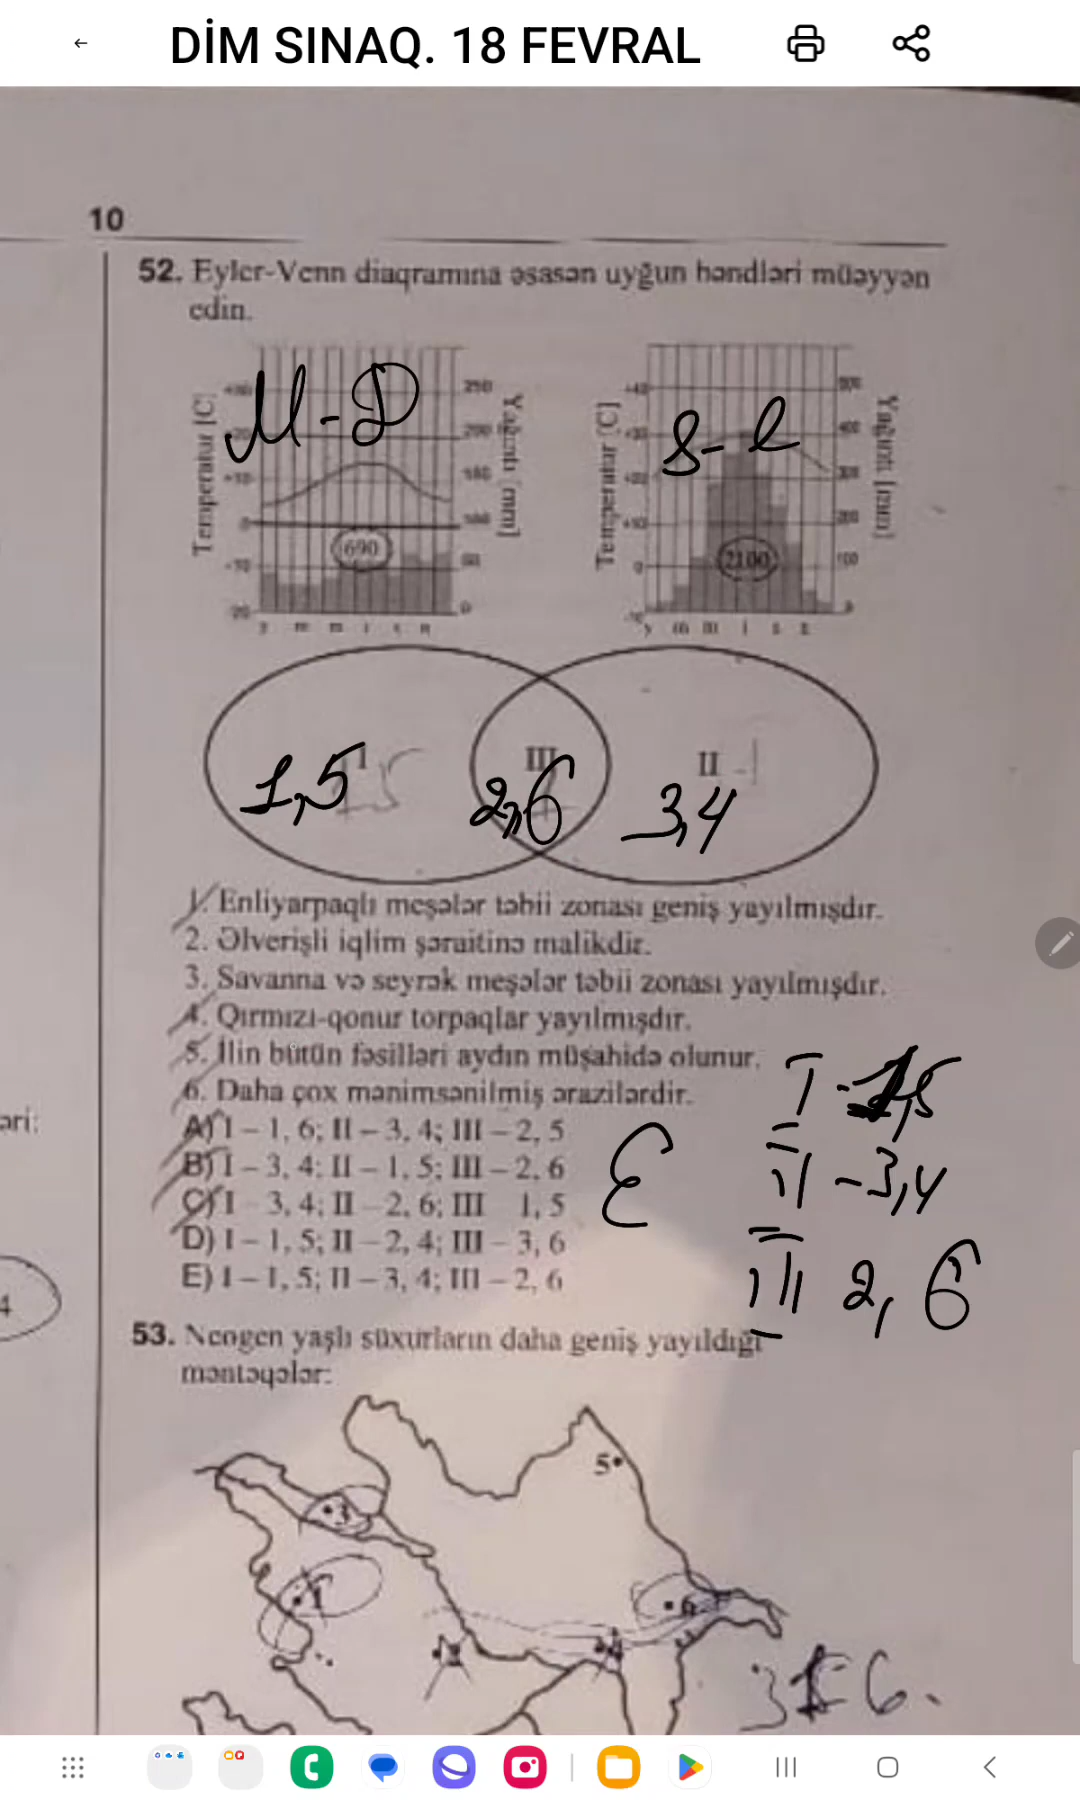 DİM SINAQ. 18 FEVRAL
10
52. Eyler-Venn diaqramına əsasən uyğun bəndləri müəyyən
edin.
Temperatur [C]
Yağıntı [mm]
690
M-D
Temperatur [C]
Yağıntı [mm]
2100
S-e
III
II
1,5
2,6
3,4
1. Enliyarpaqlı meşələr təbii zonası geniş yayılmışdır.
2. Əlverişli iqlim şəraitinə malikdir.
3. Savanna və seyrək meşələr təbii zonası yayılmışdır.
4. Qırmızı-qonur torpaqlar yayılmışdır.
5. İlin bütün fəsilləri aydın müşahidə olunur.
6. Daha çox mənimsənilmiş ərazilərdir.
A) I – 1, 6; II – 3, 4; III – 2, 5
B) I – 3, 4; II – 1, 5; III – 2, 6
C) I – 3, 4; II – 2, 6; III 1, 5
D) I – 1, 5; II – 2, 4; III – 3, 6
E) I – 1, 5; II – 3, 4; III – 2, 6
E
I - 1,5
II - 3,4
III 2, 6
əri:
4
53. Neogen yaşlı süxurların daha geniş yayıldığı
məntəqələr:
5
3
1
6